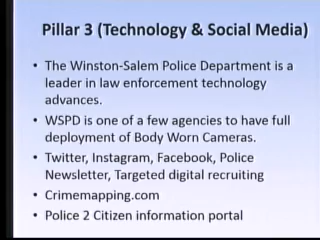 Pillar 3 (Technology & Social Media)
• The Winston-Salem Police Department is a
leader in law enforcement technology
advances.
• WSPD is one of a few agencies to have full
deployment of Body Worn Cameras.
• Twitter, Instagram, Facebook, Police
Newsletter, Targeted digital recruiting
• Crimemapping.com
• Police 2 Citizen information portal